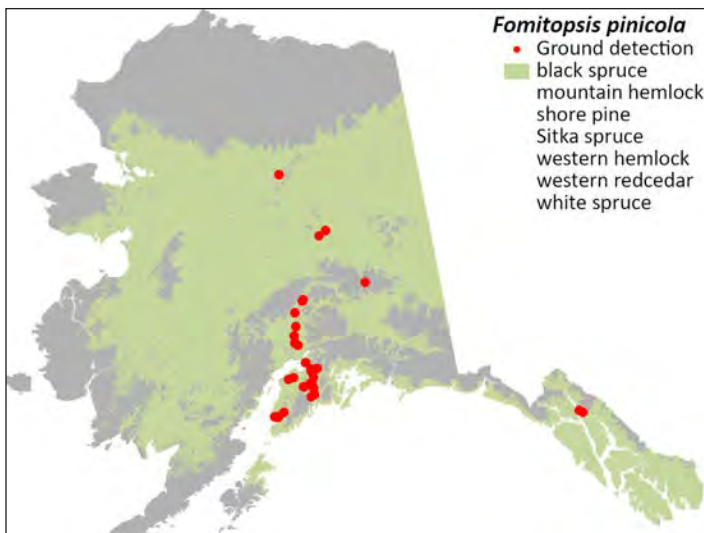 Fomitopsis pinicola
Ground detection
black spruce
mountain hemlock
shore pine
Sitka spruce
western hemlock
western redcedar
white spruce